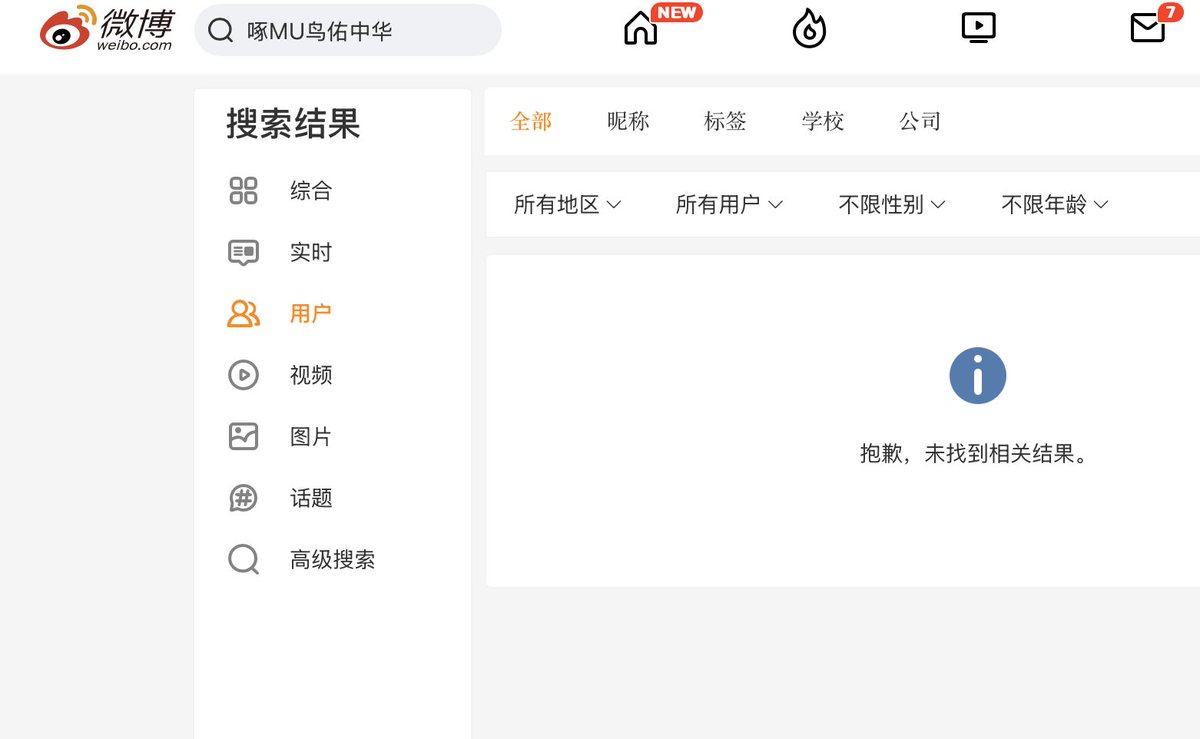 微博
weibo.com
啄MU鸟佑中华
NEW
7
搜索结果
综合
实时
用户
视频
图片
话题
高级搜索
全部 昵称 标签 学校 公司
所有地区 所有用户 不限性别 不限年龄
抱歉，未找到相关结果。